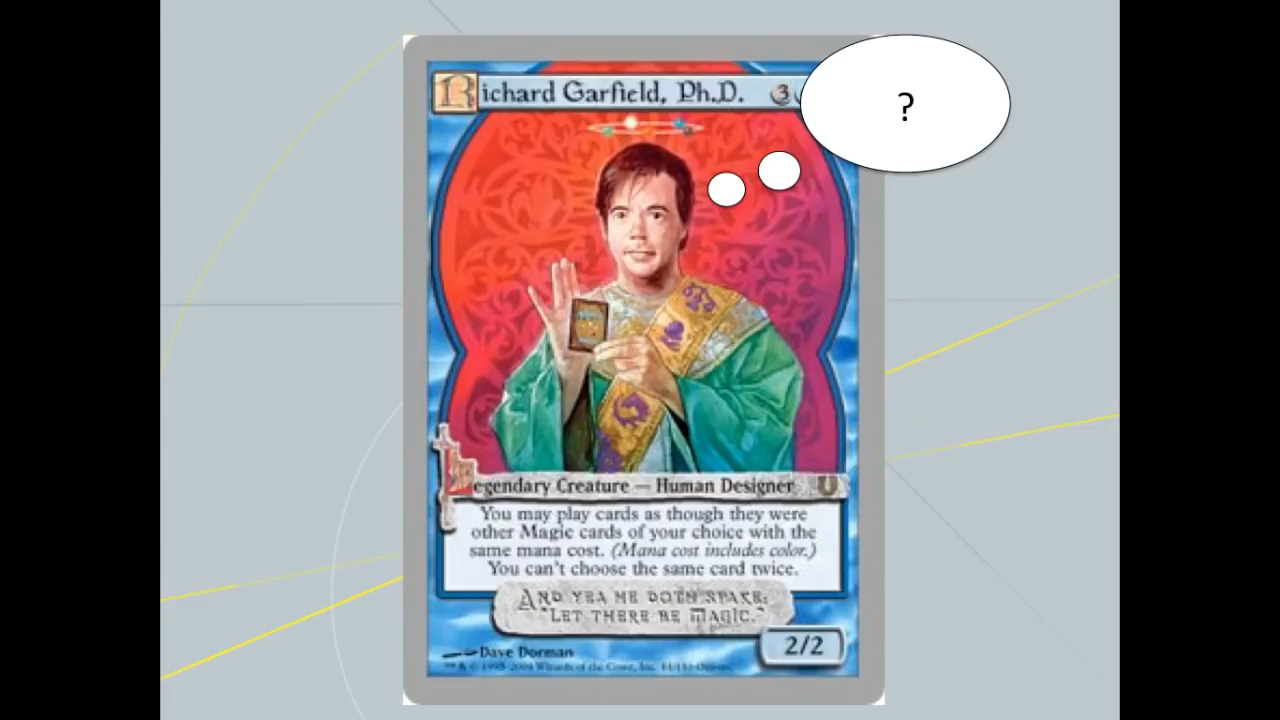 Richard Garfield, Ph.D. 3
?
Legendary Creature — Human Designer
You may play cards as though they were
other Magic cards of your choice with the
same mana cost. (Mana cost includes color.)
You can't choose the same card twice.
AND YEA HE DOTH SPAKE:
"LET THERE BE MAGIC."
2/2
Dave Dorman